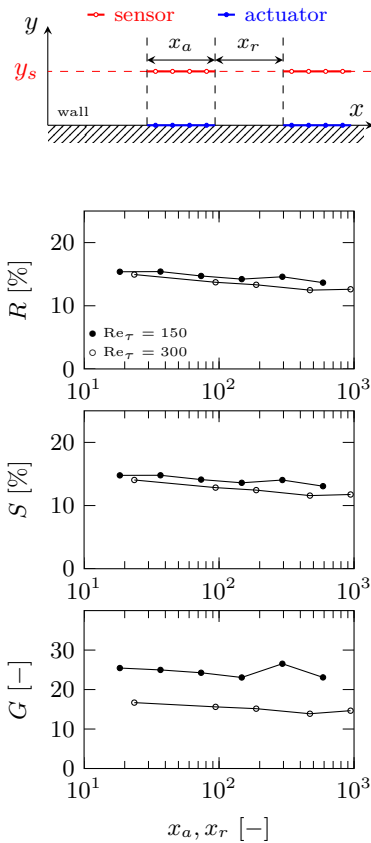 sensor actuator
y
x_a x_r
y_s
x
wall
20
10
0
R [%]
Re_τ = 150
Re_τ = 300
10^1 10^2 10^3
20
10
0
S [%]
10^1 10^2 10^3
30
20
10
0
G [−]
10^1 10^2 10^3
x_a, x_r [−]